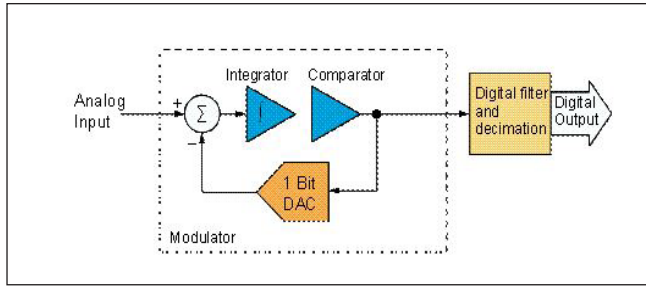 Integrator
Comparator
Analog
Input
+
Σ
∫
−
Digital filter
and
decimation
Digital
Output
1 Bit
DAC
Modulator